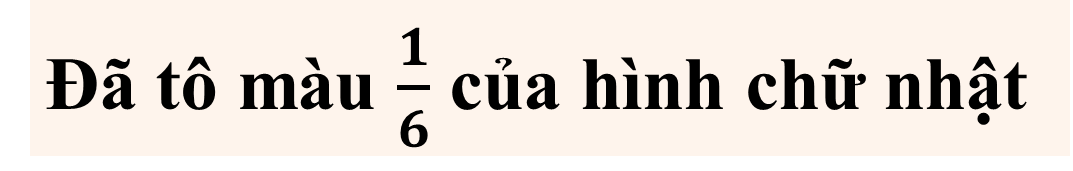 Đã tô màu 1/6 của hình chữ nhật